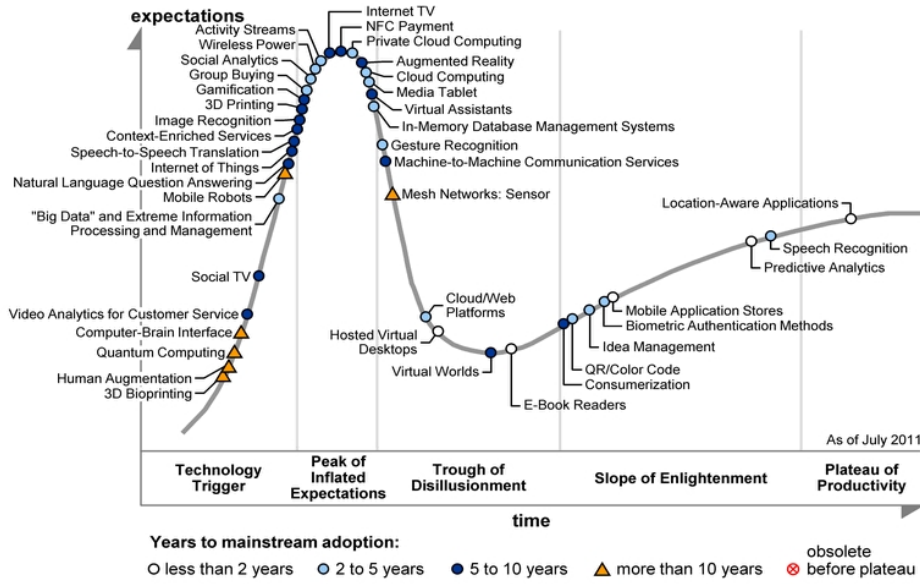 expectations
Activity Streams
Wireless Power
Social Analytics
Group Buying
Gamification
3D Printing
Image Recognition
Context-Enriched Services
Speech-to-Speech Translation
Internet of Things
Natural Language Question Answering
Mobile Robots
"Big Data" and Extreme Information
Processing and Management
Social TV
Video Analytics for Customer Service
Computer-Brain Interface
Quantum Computing
Human Augmentation
3D Bioprinting
Internet TV
NFC Payment
Private Cloud Computing
Augmented Reality
Cloud Computing
Media Tablet
Virtual Assistants
In-Memory Database Management Systems
Gesture Recognition
Machine-to-Machine Communication Services
Mesh Networks: Sensor
Cloud/Web
Platforms
Hosted Virtual
Desktops
Virtual Worlds
E-Book Readers
Consumerization
QR/Color Code
Idea Management
Biometric Authentication Methods
Mobile Application Stores
Predictive Analytics
Speech Recognition
Location-Aware Applications
As of July 2011
Technology
Trigger
Peak of
Inflated
Expectations
Trough of
Disillusionment
Slope of Enlightenment
Plateau of
Productivity
time
Years to mainstream adoption:
less than 2 years
2 to 5 years
5 to 10 years
more than 10 years
obsolete
before plateau